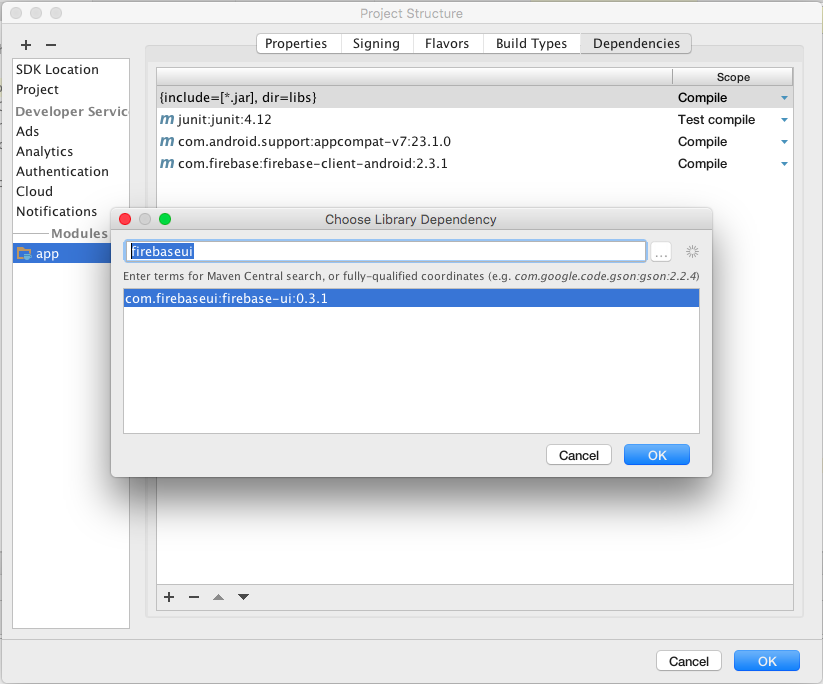 Project Structure
Properties Signing Flavors Build Types Dependencies
SDK Location
Project
Developer Servic
Ads
Analytics
Authentication
Cloud
Notifications
Modules
app
Scope
{include=[*.jar], dir=libs} Compile
m junit:junit:4.12 Test compile
m com.android.support:appcompat-v7:23.1.0 Compile
m com.firebase:firebase-client-android:2.3.1 Compile
Choose Library Dependency
firebaseui ...
Enter terms for Maven Central search, or fully-qualified coordinates (e.g. com.google.code.gson:gson:2.2.4)
com.firebaseui:firebase-ui:0.3.1
Cancel OK
Cancel OK